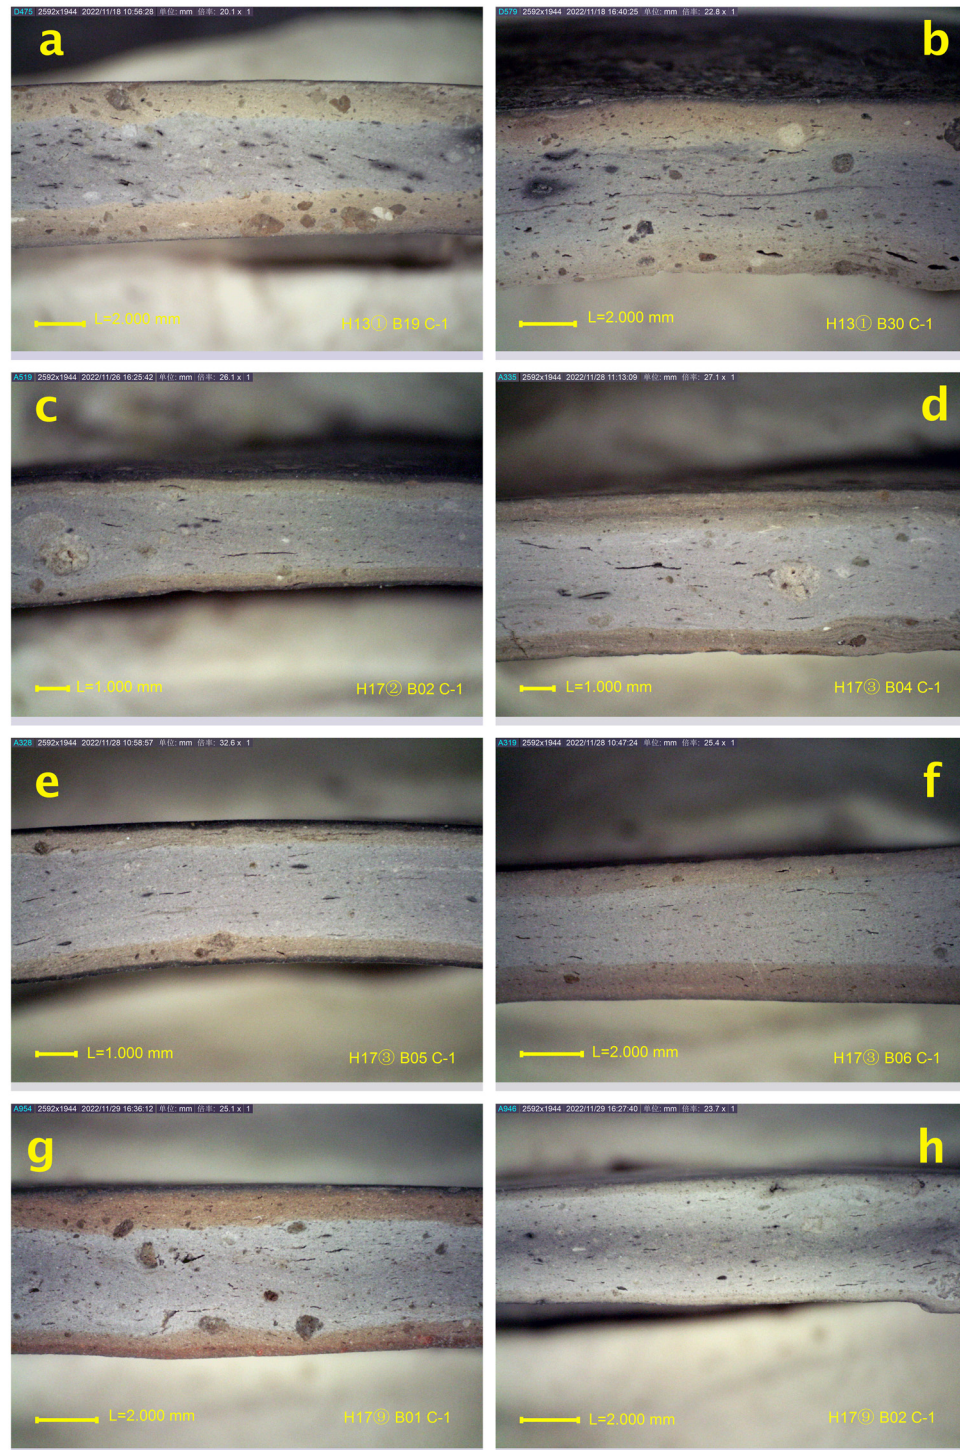 D475 2592x1944 2022/11/18 10:56:28 单位: mm 倍率: 20.1 x 1
a
L=2.000 mm
H13① B19 C-1
D579 2592x1944 2022/11/18 16:40:25 单位: mm 倍率: 22.8 x 1
b
L=2.000 mm
H13① B30 C-1
A519 2592x1944 2022/11/26 16:25:42 单位: mm 倍率: 26.1 x 1
c
L=1.000 mm
H17② B02 C-1
A335 2592x1944 2022/11/28 11:13:09 单位: mm 倍率: 27.1 x 1
d
L=1.000 mm
H17③ B04 C-1
A328 2592x1944 2022/11/28 10:58:57 单位: mm 倍率: 32.6 x 1
e
L=1.000 mm
H17③ B05 C-1
A319 2592x1944 2022/11/28 10:47:24 单位: mm 倍率: 25.4 x 1
f
L=2.000 mm
H17③ B06 C-1
A954 2592x1944 2022/11/29 16:36:12 单位: mm 倍率: 25.1 x 1
g
L=2.000 mm
H17⑨ B01 C-1
A946 2592x1944 2022/11/29 16:27:40 单位: mm 倍率: 23.7 x 1
h
L=2.000 mm
H17⑨ B02 C-1